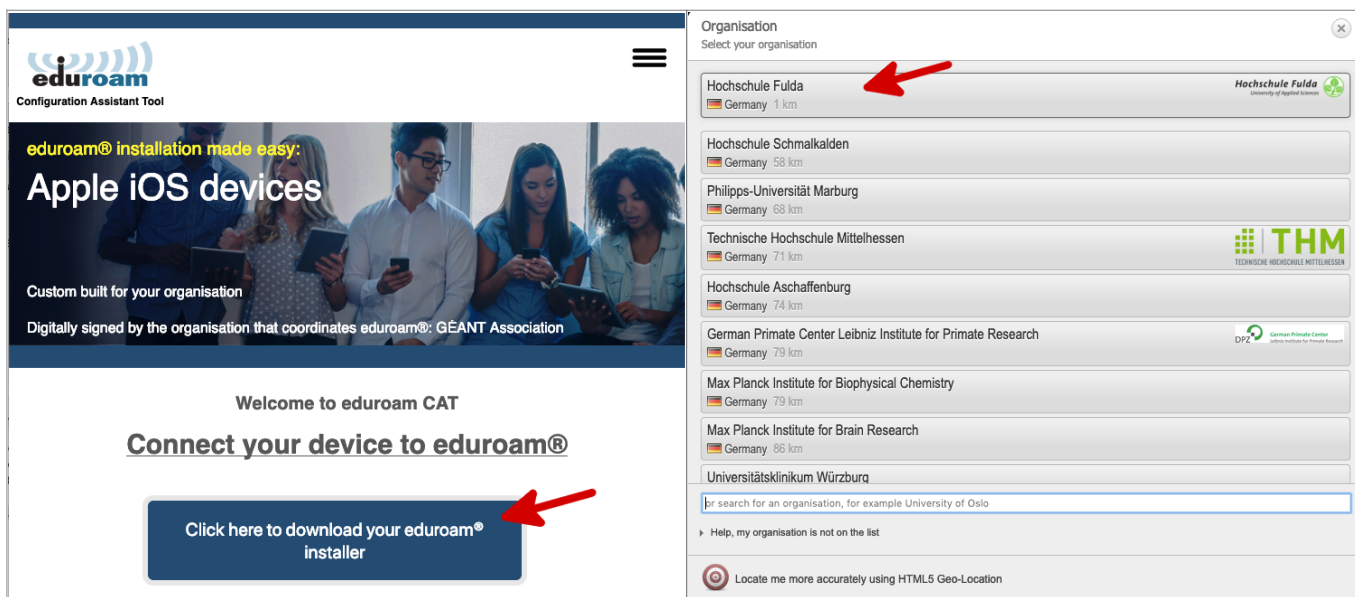 eduroam
Configuration Assistant Tool
eduroam® installation made easy:
Apple iOS devices
Custom built for your organisation
Digitally signed by the organisation that coordinates eduroam®: GÉANT Association
Welcome to eduroam CAT
Connect your device to eduroam®
Click here to download your eduroam®
installer
Organisation
Select your organisation
Hochschule Fulda
Germany 1 km
Hochschule Fulda
University of Applied Sciences
Hochschule Schmalkalden
Germany 58 km
Philipps-Universität Marburg
Germany 68 km
Technische Hochschule Mittelhessen
Germany 71 km
THM
TECHNISCHE HOCHSCHULE MITTELHESSEN
Hochschule Aschaffenburg
Germany 74 km
German Primate Center Leibniz Institute for Primate Research
Germany 79 km
DPZ
German Primate Center
Leibniz Institute for Primate Research
Max Planck Institute for Biophysical Chemistry
Germany 79 km
Max Planck Institute for Brain Research
Germany 86 km
Universitätsklinikum Würzburg
or search for an organisation, for example University of Oslo
Help, my organisation is not on the list
Locate me more accurately using HTML5 Geo-Location